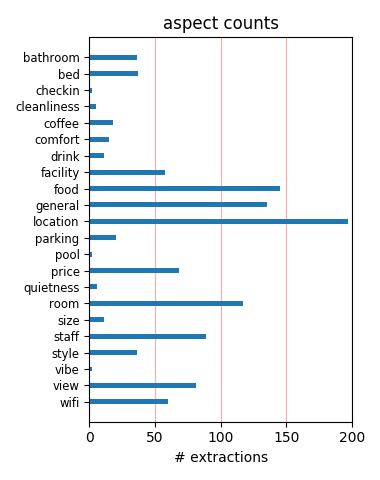 aspect counts
bathroom
bed
checkin
cleanliness
coffee
comfort
drink
facility
food
general
location
parking
pool
price
quietness
room
size
staff
style
vibe
view
wifi
0 50 100 150 200
# extractions